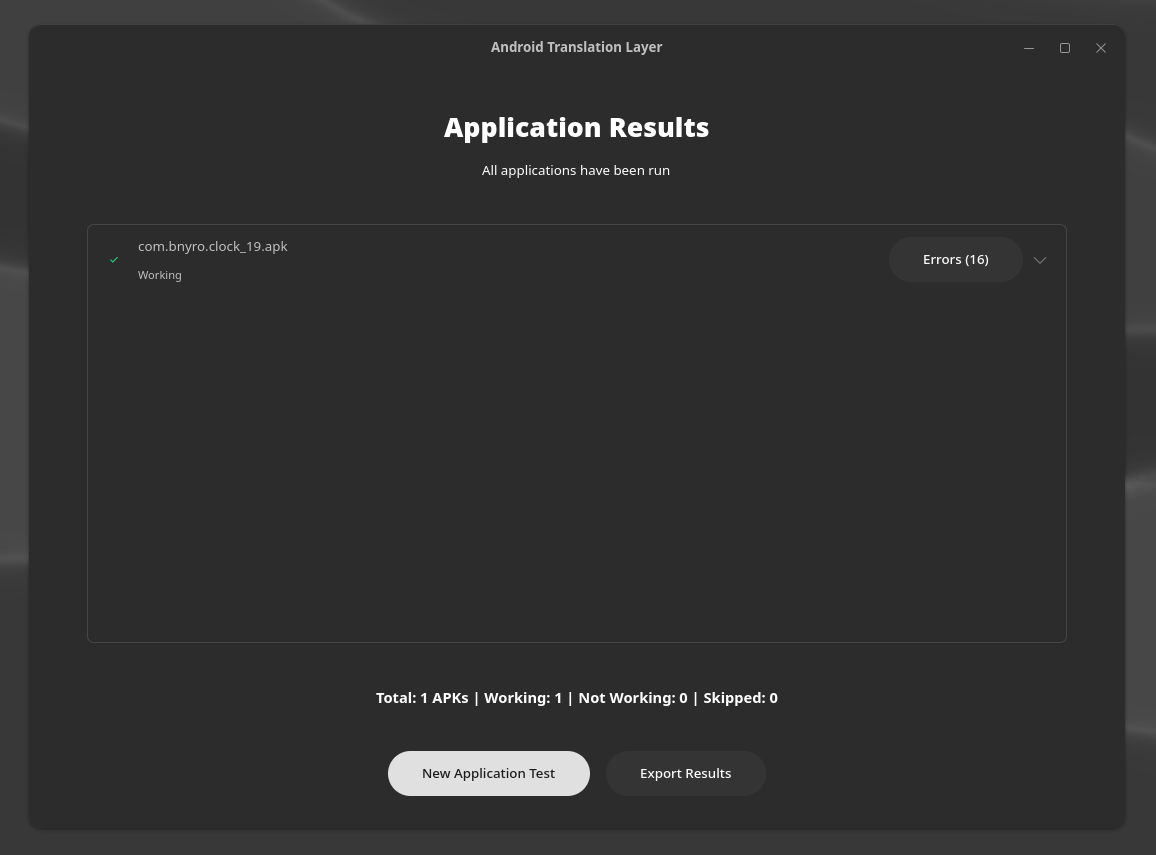 Android Translation Layer
Application Results
All applications have been run
com.bnyro.clock_19.apk
Working
Errors (16)
Total: 1 APKs | Working: 1 | Not Working: 0 | Skipped: 0
New Application Test
Export Results